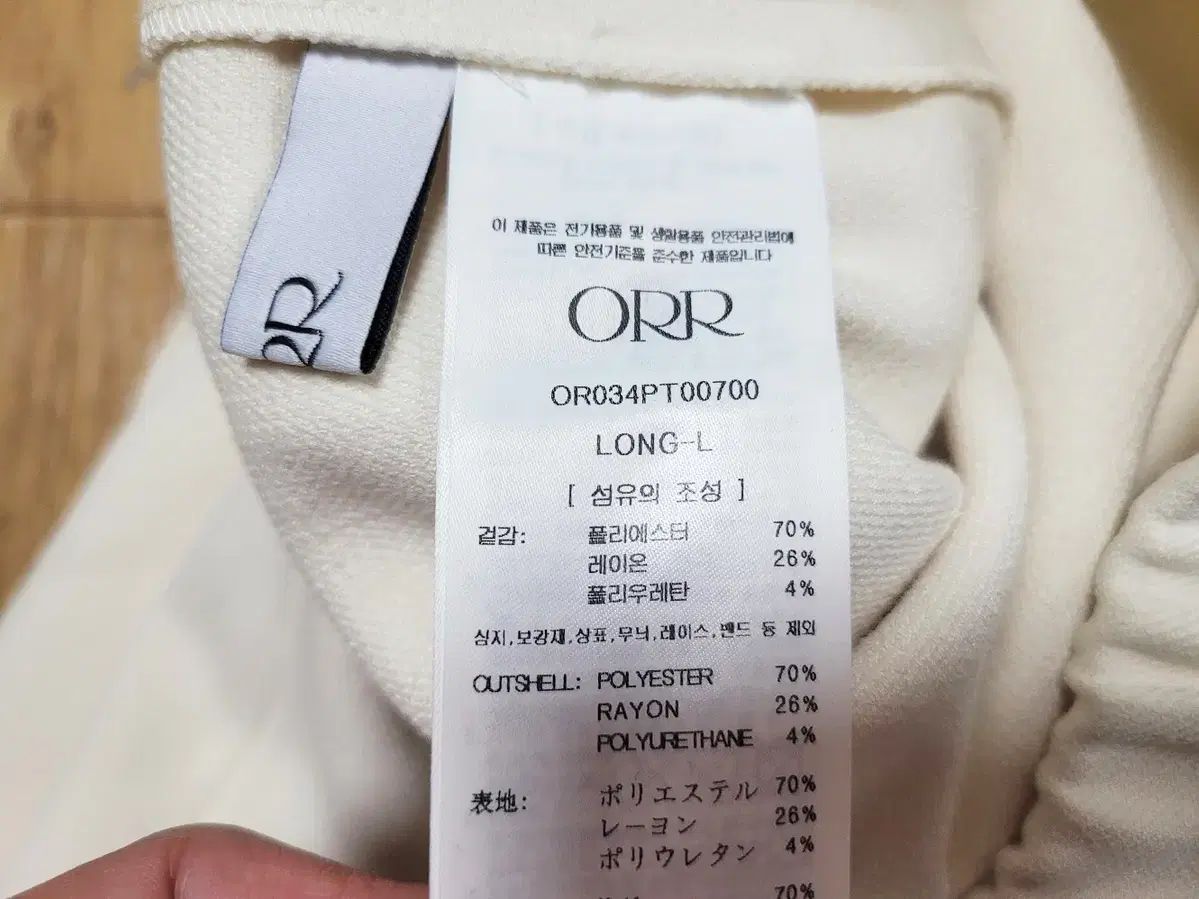 이 제품은 전기용품 및 생활용품 안전관리법에
따른 안전기준을 준수한 제품입니다
ORR
ORR
OR034PT00700
LONG-L
[ 섬유의 조성 ]
겉감: 폴리에스터 70%
레이온 26%
폴리우레탄 4%
심지,보강재,상표,무늬,레이스,밴드 등 제외
OUTSHELL: POLYESTER 70%
RAYON 26%
POLYURETHANE 4%
表地: ポリエステル 70%
レーヨン 26%
ポリウレタン 4%
70%